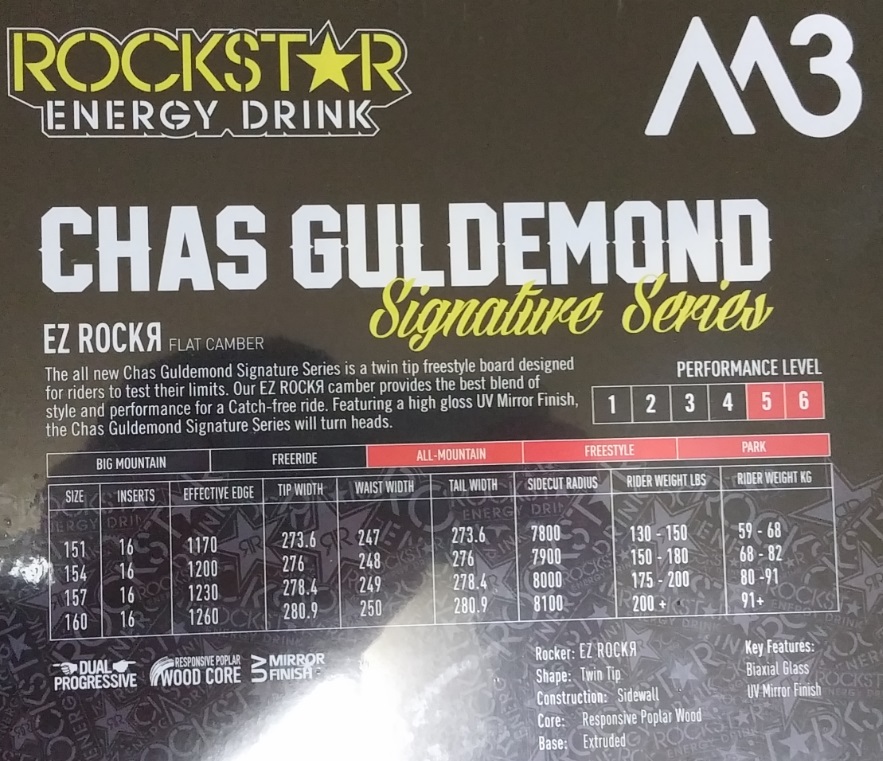 ROCKSTAR
ENERGY DRINK
M3
CHAS GULDEMOND
Signature Series
EZ ROCKЯ FLAT CAMBER
The all new Chas Guldemond Signature Series is a twin tip freestyle board designed
for riders to test their limits. Our EZ ROCKЯ camber provides the best blend of
style and performance for a Catch-free ride. Featuring a high gloss UV Mirror Finish,
the Chas Guldemond Signature Series will turn heads.
PERFORMANCE LEVEL
1 2 3 4 5 6
BIG MOUNTAIN FREERIDE ALL-MOUNTAIN FREESTYLE PARK
SIZE INSERTS EFFECTIVE EDGE TIP WIDTH WAIST WIDTH TAIL WIDTH SIDECUT RADIUS RIDER WEIGHT LBS RIDER WEIGHT KG
151 16 1170 273.6 247 273.6 7800 130 - 150 59 - 68
154 16 1200 276 248 276 7900 150 - 180 68 - 82
157 16 1230 278.4 249 278.4 8000 175 - 200 80 -91
160 16 1260 280.9 250 280.9 8100 200 + 91+
DUAL
PROGRESSIVE
RESPONSIVE POPLAR
WOOD CORE
UV MIRROR
FINISH
Rocker: EZ ROCKЯ
Shape: Twin Tip
Construction: Sidewall
Core: Responsive Poplar Wood
Base: Extruded
Key Features:
Biaxial Glass
UV Mirror Finish